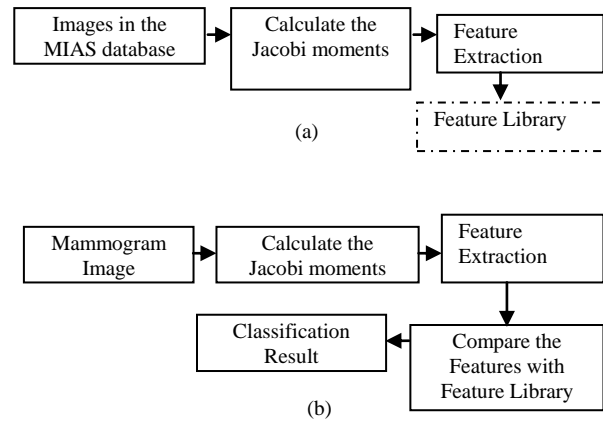 Images in the
MIAS database
Calculate the
Jacobi moments
Feature
Extraction
Feature Library
(a)
Mammogram
Image
Calculate the
Jacobi moments
Feature
Extraction
Classification
Result
Compare the
Features with
Feature Library
(b)